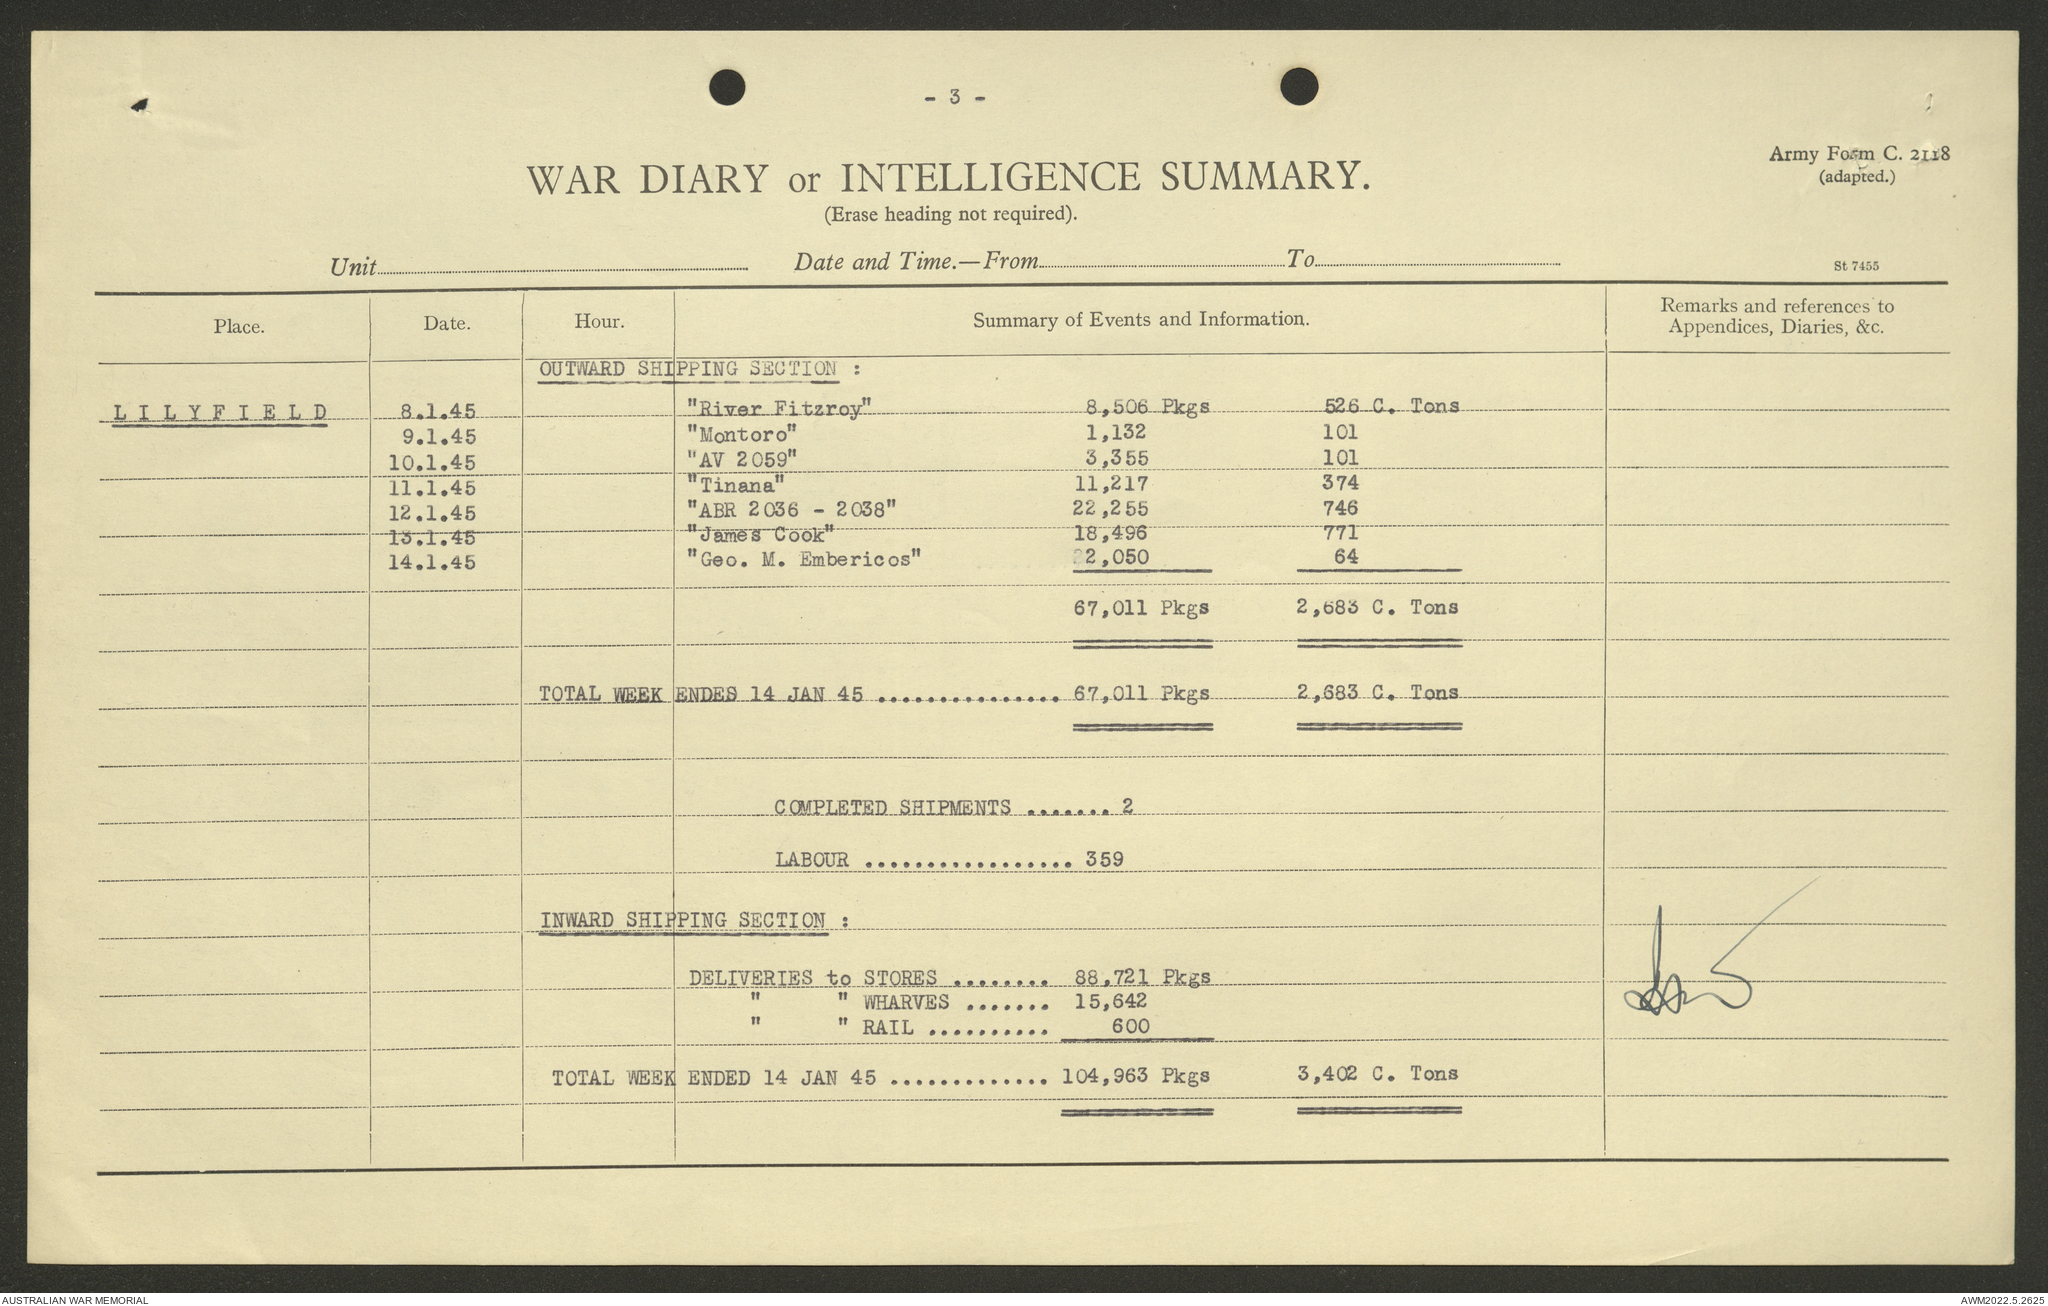 - 3 -
Army Form C. 2118
(adapted.)
WAR DIARY or INTELLIGENCE SUMMARY.
(Erase heading not required).
Unit Date and Time.—From To
St 7455
Place. Date. Hour. Summary of Events and Information. Remarks and references to Appendices, Diaries, &c.
OUTWARD SHIPPING SECTION :
LILYFIELD 8.1.45 "River Fitzroy" 8,506 Pkgs 526 C. Tons
9.1.45 "Montoro" 1,132 101
10.1.45 "AV 2059" 3,355 101
11.1.45 "Tinana" 11,217 374
12.1.45 "ABR 2036 - 2038" 22,255 746
13.1.45 "James Cook" 18,496 771
14.1.45 "Geo. M. Embericos" 2,050 64
67,011 Pkgs 2,683 C. Tons
TOTAL WEEK ENDES 14 JAN 45 ............... 67,011 Pkgs 2,683 C. Tons
COMPLETED SHIPMENTS ....... 2
LABOUR ................. 359
INWARD SHIPPING SECTION :
DELIVERIES to STORES ........ 88,721 Pkgs
" " WHARVES ....... 15,642
" " RAIL .......... 600
TOTAL WEEK ENDED 14 JAN 45 ............. 104,963 Pkgs 3,402 C. Tons
AUSTRALIAN WAR MEMORIAL
AWM2022.5.2625